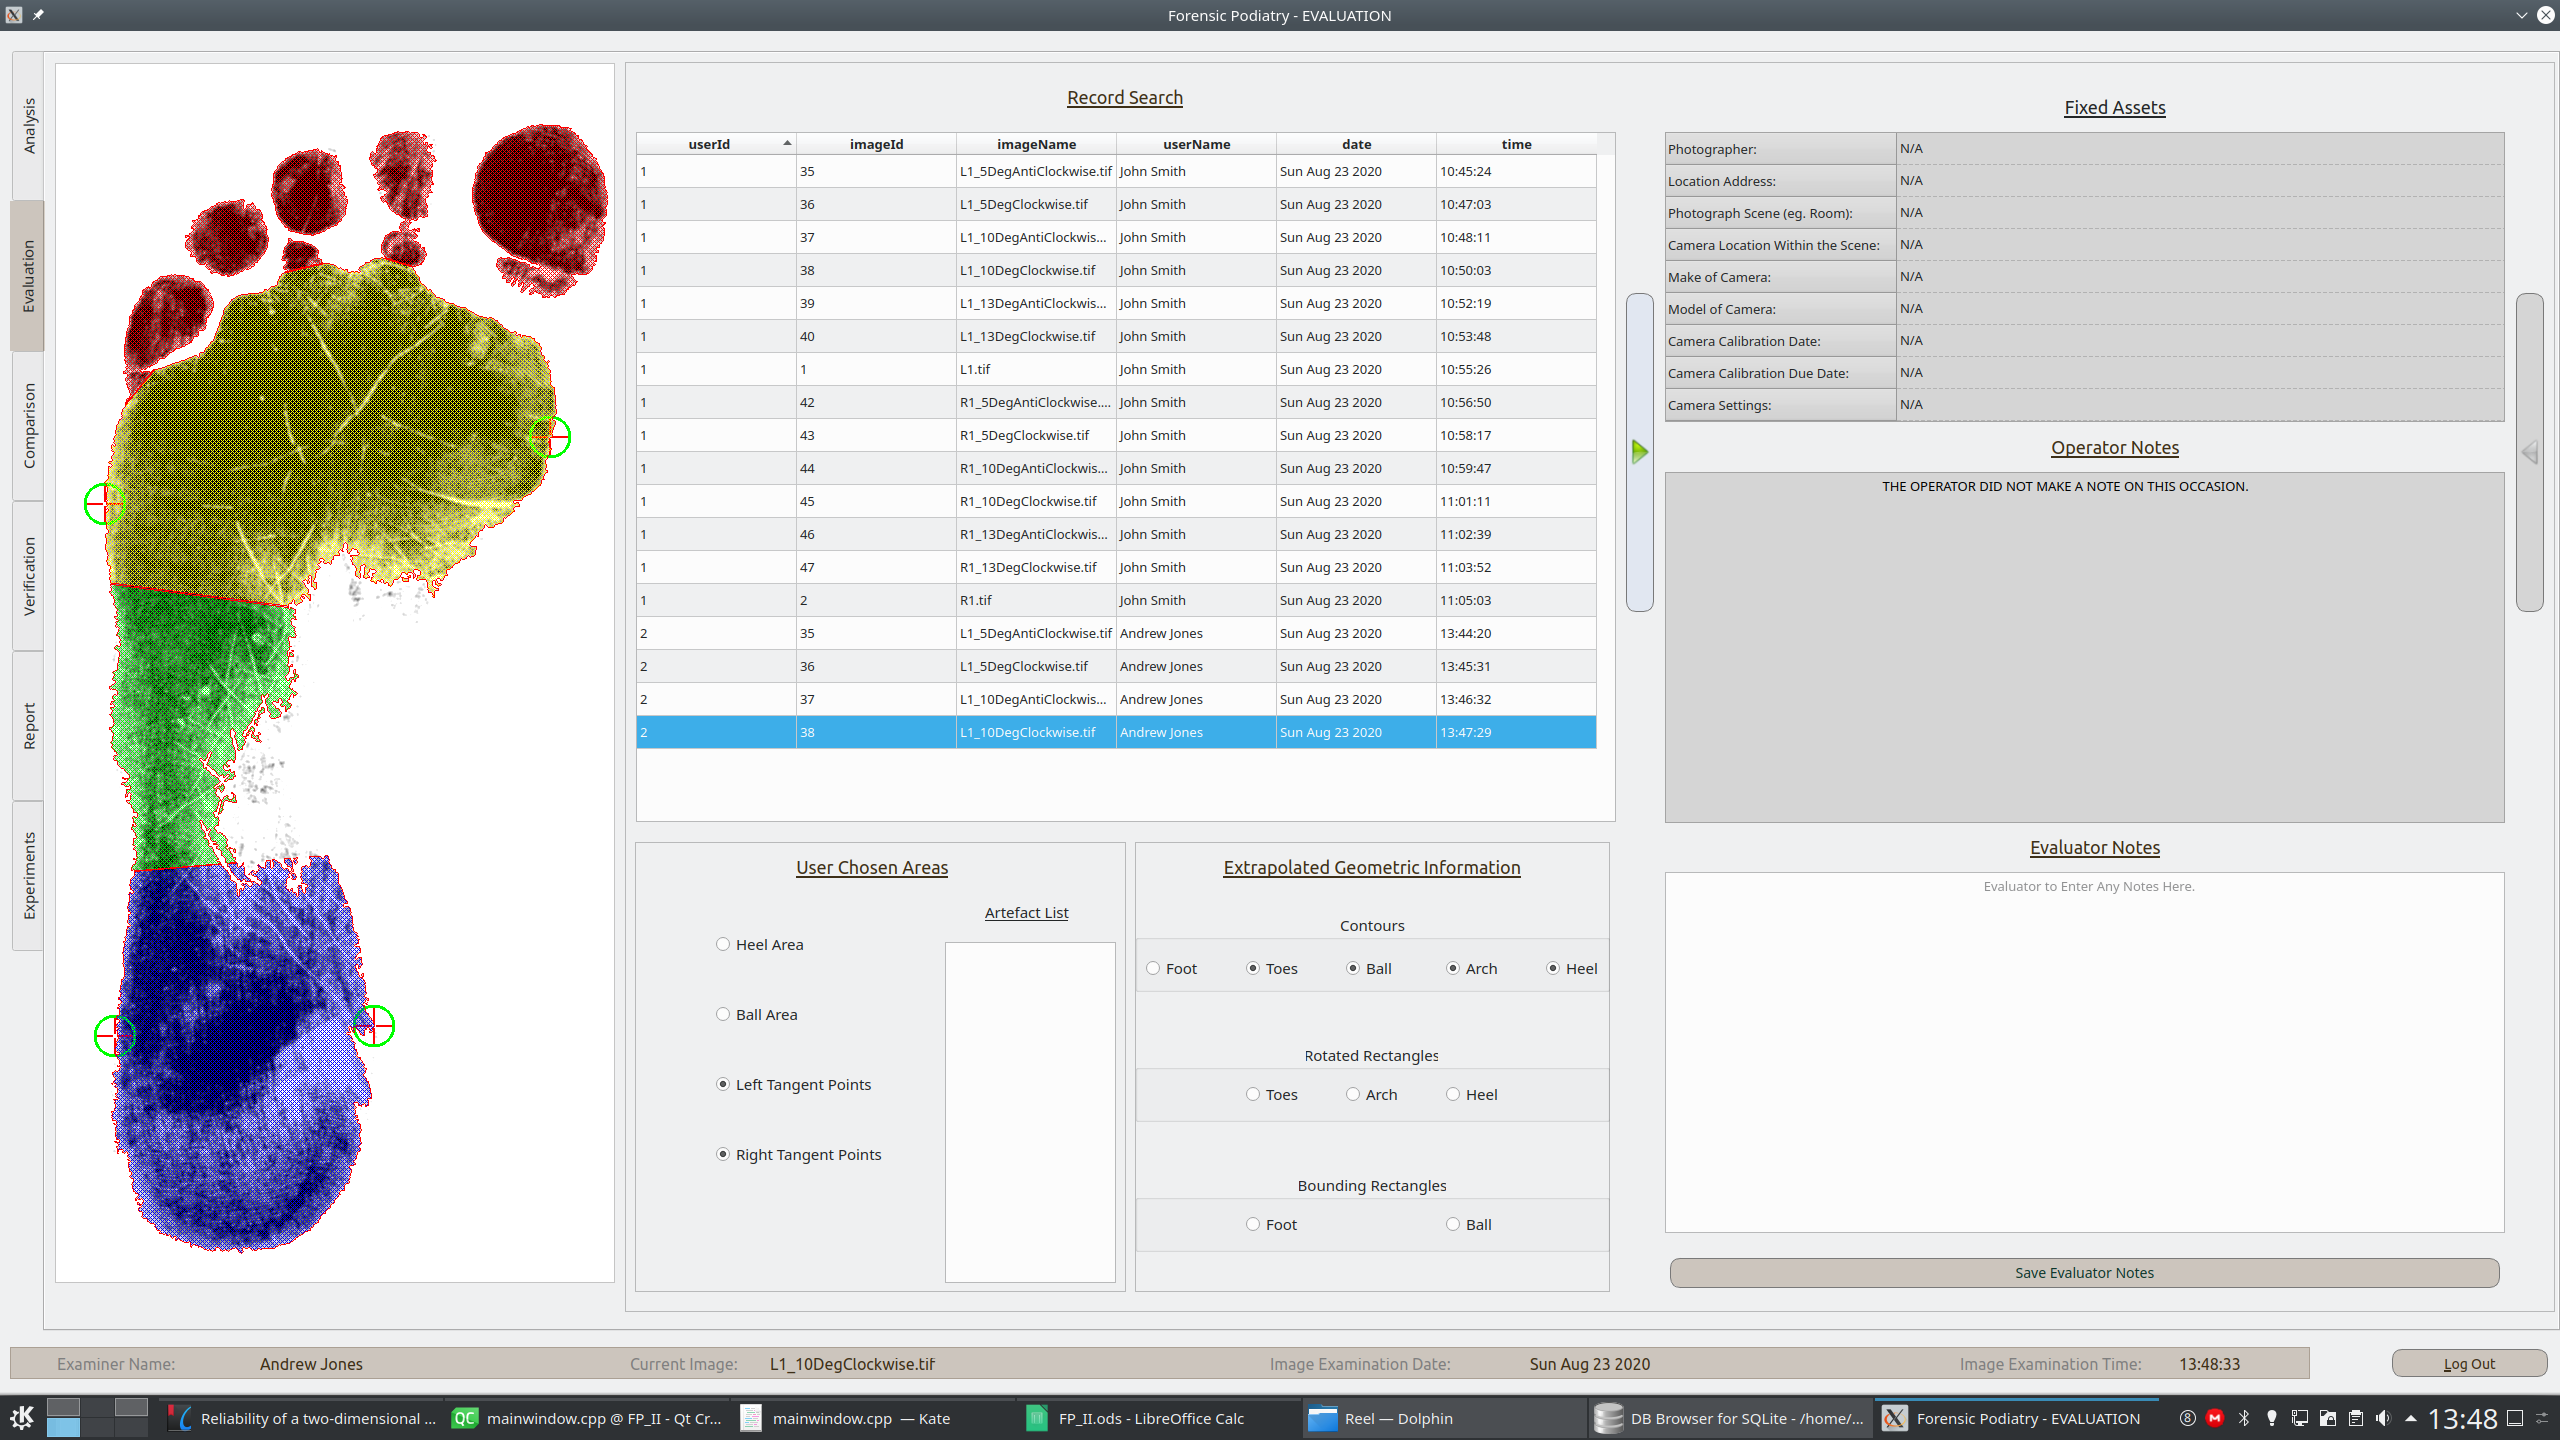 Forensic Podiatry - EVALUATION
Analysis
Evaluation
Comparison
Verification
Report
Experiments
Record Search
userId imageId imageName userName date time
1 35 L1_5DegAntiClockwise.tif John Smith Sun Aug 23 2020 10:45:24
1 36 L1_5DegClockwise.tif John Smith Sun Aug 23 2020 10:47:03
1 37 L1_10DegAntiClockwis... John Smith Sun Aug 23 2020 10:48:11
1 38 L1_10DegClockwise.tif John Smith Sun Aug 23 2020 10:50:03
1 39 L1_13DegAntiClockwis... John Smith Sun Aug 23 2020 10:52:19
1 40 L1_13DegClockwise.tif John Smith Sun Aug 23 2020 10:53:48
1 1 L1.tif John Smith Sun Aug 23 2020 10:55:26
1 42 R1_5DegAntiClockwise.... John Smith Sun Aug 23 2020 10:56:50
1 43 R1_5DegClockwise.tif John Smith Sun Aug 23 2020 10:58:17
1 44 R1_10DegAntiClockwis... John Smith Sun Aug 23 2020 10:59:47
1 45 R1_10DegClockwise.tif John Smith Sun Aug 23 2020 11:01:11
1 46 R1_13DegAntiClockwis... John Smith Sun Aug 23 2020 11:02:39
1 47 R1_13DegClockwise.tif John Smith Sun Aug 23 2020 11:03:52
1 2 R1.tif John Smith Sun Aug 23 2020 11:05:03
2 35 L1_5DegAntiClockwise.tif Andrew Jones Sun Aug 23 2020 13:44:20
2 36 L1_5DegClockwise.tif Andrew Jones Sun Aug 23 2020 13:45:31
2 37 L1_10DegAntiClockwis... Andrew Jones Sun Aug 23 2020 13:46:32
2 38 L1_10DegClockwise.tif Andrew Jones Sun Aug 23 2020 13:47:29
User Chosen Areas
Artefact List
Heel Area
Ball Area
Left Tangent Points
Right Tangent Points
Extrapolated Geometric Information
Contours
Foot Toes Ball Arch Heel
Rotated Rectangles
Toes Arch Heel
Bounding Rectangles
Foot Ball
Fixed Assets
Photographer: N/A
Location Address: N/A
Photograph Scene (eg. Room): N/A
Camera Location Within the Scene: N/A
Make of Camera: N/A
Model of Camera: N/A
Camera Calibration Date: N/A
Camera Calibration Due Date: N/A
Camera Settings: N/A
Operator Notes
THE OPERATOR DID NOT MAKE A NOTE ON THIS OCCASION.
Evaluator Notes
Evaluator to Enter Any Notes Here.
Save Evaluator Notes
Examiner Name: Andrew Jones Current Image: L1_10DegClockwise.tif Image Examination Date: Sun Aug 23 2020 Image Examination Time: 13:48:33
Log Out
Reliability of a two-dimensional ... QC mainwindow.cpp @ FP_II - Qt Cr... mainwindow.cpp — Kate FP_II.ods - LibreOffice Calc Reel — Dolphin DB Browser for SQLite - /home/... Forensic Podiatry - EVALUATION 8 M 13:48